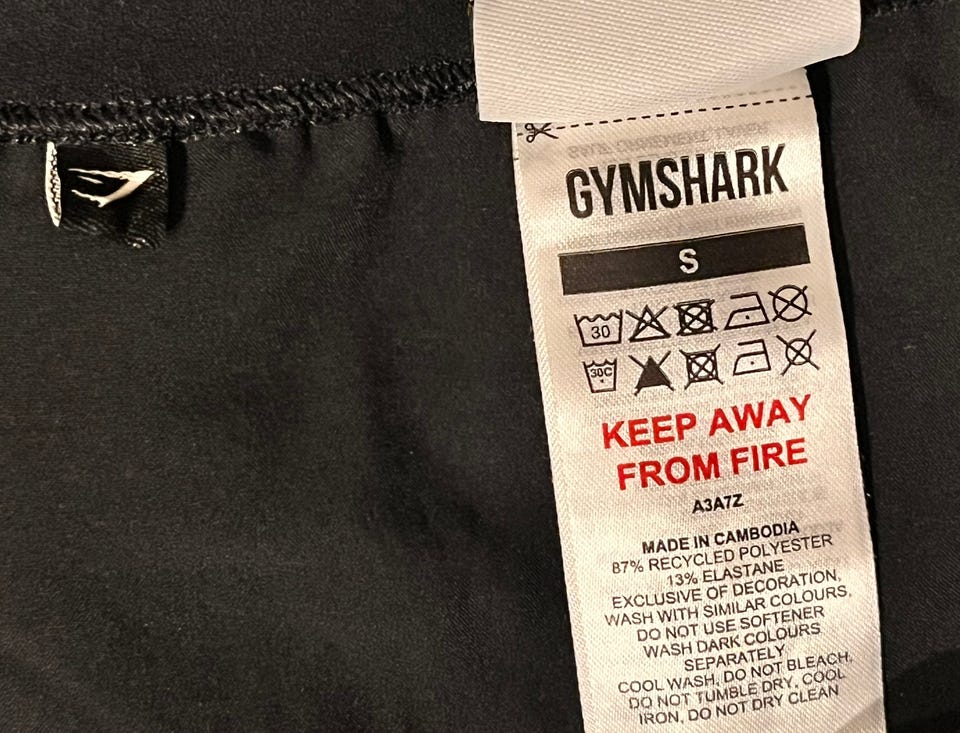 GYMSHARK
S
30
30C
KEEP AWAY
FROM FIRE
A3A7Z
MADE IN CAMBODIA
87% RECYCLED POLYESTER
13% ELASTANE
EXCLUSIVE OF DECORATION,
WASH WITH SIMILAR COLOURS,
DO NOT USE SOFTENER
WASH DARK COLOURS
SEPARATELY
COOL WASH, DO NOT BLEACH,
DO NOT TUMBLE DRY, COOL
IRON, DO NOT DRY CLEAN